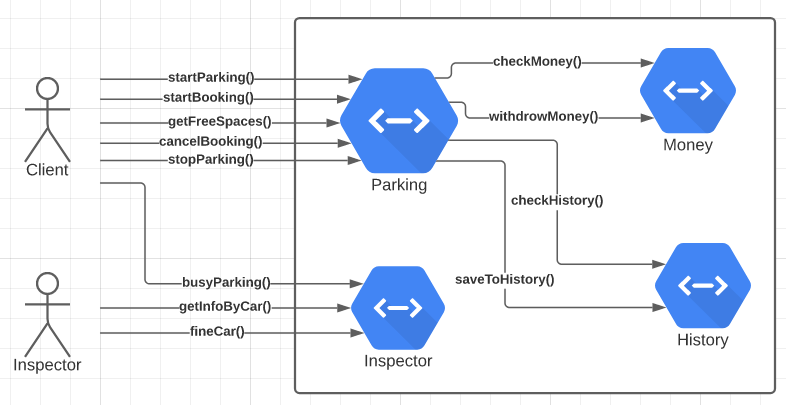 startParking()
startBooking()
getFreeSpaces()
cancelBooking()
stopParking()
Client
Parking
checkMoney()
withdrowMoney()
Money
checkHistory()
saveToHistory()
History
busyParking()
getInfoByCar()
fineCar()
Inspector
Inspector